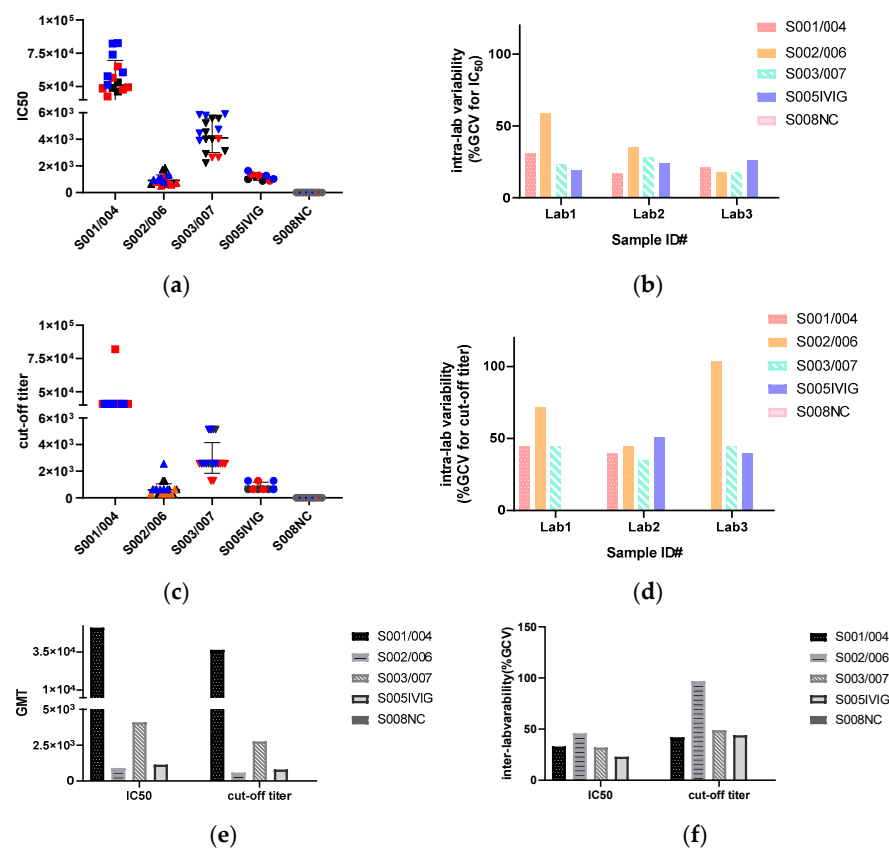 1×10⁵
7.5×10⁴
5×10⁴
6×10³
4×10³
2×10³
0
IC50
S001/004
S002/006
S003/007
S005IVIG
S008NC
(a)
100
50
0
intra-lab variability
(%GCV for IC₅₀)
Lab1
Lab2
Lab3
Sample ID#
S001/004
S002/006
S003/007
S005IVIG
S008NC
(b)
1×10⁵
5×10⁴
6×10³
4×10³
2×10³
0
cut-off titer
S001/004
S002/006
S003/007
S005IVIG
S008NC
(c)
100
50
0
intra-lab variability
(%GCV for cut-off titer)
Lab1
Lab2
Lab3
Sample ID#
S001/004
S002/006
S003/007
S005IVIG
S008NC
(d)
3.5×10⁴
1×10⁴
5×10³
2.5×10³
0
GMT
IC50
cut-off titer
S001/004
S002/006
S003/007
S005IVIG
S008NC
(e)
150
100
50
0
inter-labvarability(%GCV)
IC50
cut-off titer
S001/004
S002/006
S003/007
S005IVIG
S008NC
(f)